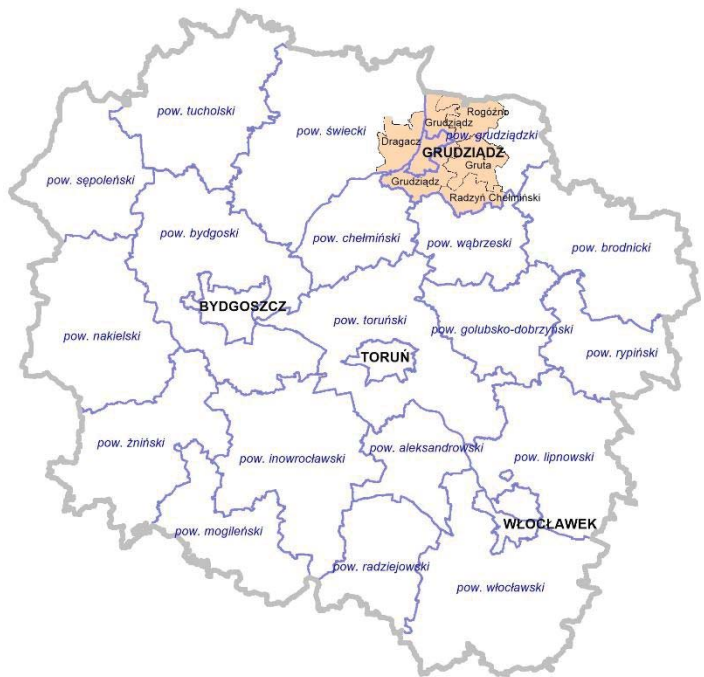 pow. tucholski
pow. świecki
Rogóźno
Grudziądz
pow. grudziądzki
Dragacz
GRUDZIĄDZ
Gruta
Grudziądz
Radzyń Chełmiński
pow. sępoleński
pow. bydgoski
pow. chełmiński
pow. wąbrzeski
pow. brodnicki
BYDGOSZCZ
pow. toruński
pow. golubsko-dobrzyński
pow. nakielski
TORUŃ
pow. rypiński
pow. żniński
pow. inowrocławski
pow. aleksandrowski
pow. lipnowski
WŁOCŁAWEK
pow. mogileński
pow. radziejowski
pow. włocławski